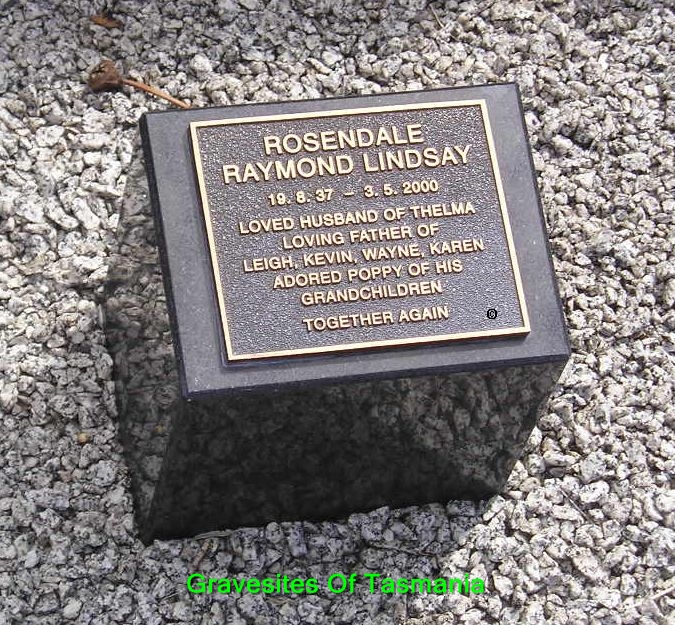 ROSENDALE
RAYMOND LINDSAY
19. 8. 37 – 3. 5. 2000
LOVED HUSBAND OF THELMA
LOVING FATHER OF
LEIGH, KEVIN, WAYNE, KAREN
ADORED POPPY OF HIS
GRANDCHILDREN
TOGETHER AGAIN
Gravesites Of Tasmania